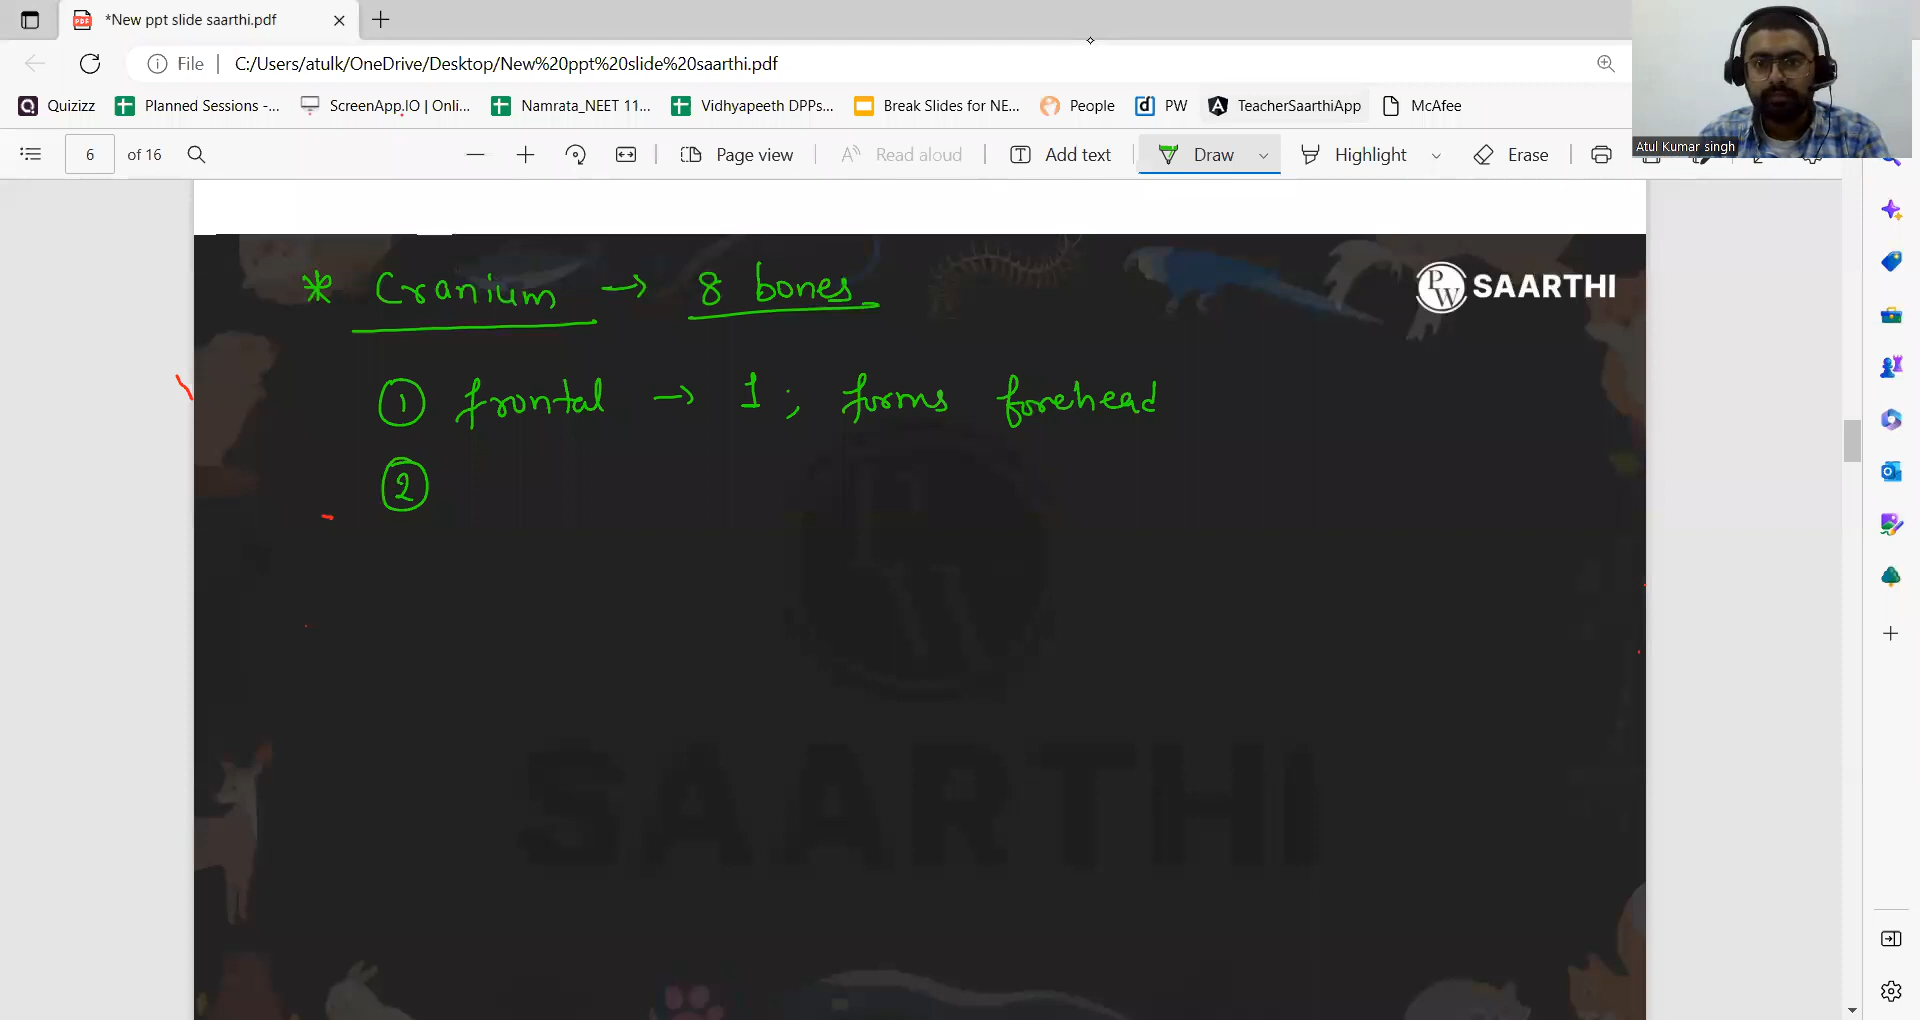 *New ppt slide saarthi.pdf
File | C:/Users/atulk/OneDrive/Desktop/New%20ppt%20slide%20saarthi.pdf
Quizizz Planned Sessions -... ScreenApp.IO | Onli... Namrata_NEET 11... Vidhyapeeth DPPs... Break Slides for NE... People PW TeacherSaarthiApp McAfee
Atul Kumar singh
6 of 16 Page view Read aloud Add text Draw Highlight Erase
* Cranium → 8 bones
PW SAARTHI
① frontal → 1 ; forms forehead
②
SAARTHI